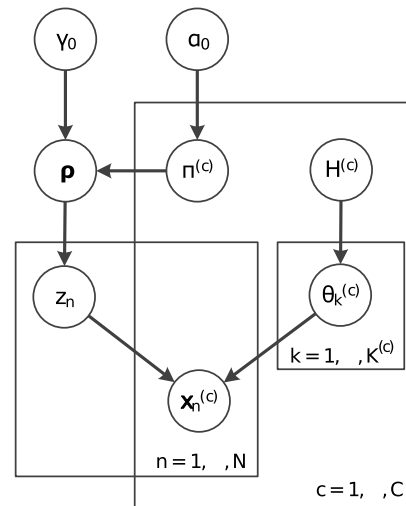 γ₀ α₀
ρ π⁽ᶜ⁾ H⁽ᶜ⁾
zₙ θₖ⁽ᶜ⁾
k = 1, ,K⁽ᶜ⁾
xₙ⁽ᶜ⁾
n = 1, ,N
c = 1, ,C